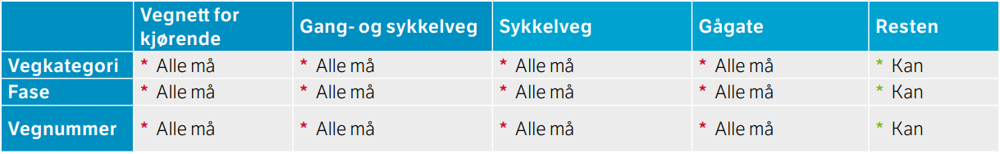 Vegnett for kjørende Gang- og sykkelveg Sykkelveg Gågate Resten
Vegkategori * Alle må * Alle må * Alle må * Alle må * Kan
Fase * Alle må * Alle må * Alle må * Alle må * Kan
Vegnummer * Alle må * Alle må * Alle må * Alle må * Kan